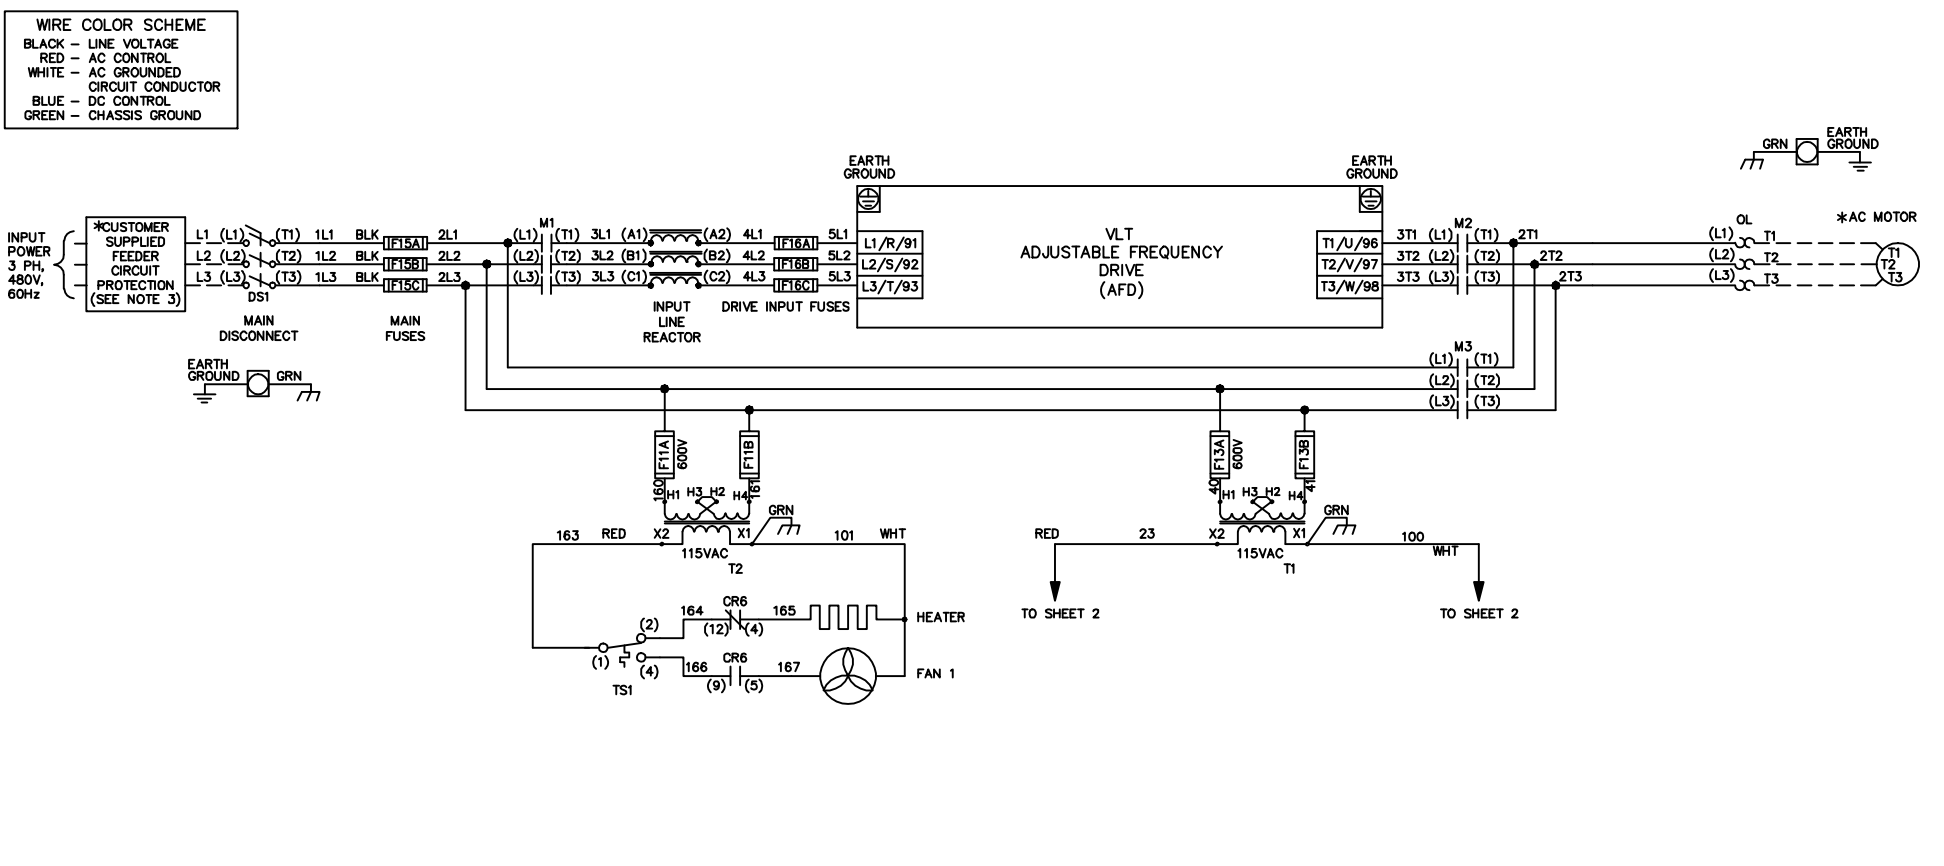 WIRE COLOR SCHEME
BLACK – LINE VOLTAGE
RED – AC CONTROL
WHITE – AC GROUNDED
CIRCUIT CONDUCTOR
BLUE – DC CONTROL
GREEN – CHASSIS GROUND
INPUT
POWER
3 PH,
480V,
60Hz
*CUSTOMER
SUPPLIED
FEEDER
CIRCUIT
PROTECTION
(SEE NOTE 3)
L1 (L1) (T1) 1L1 BLK F15A 2L1 (L1) M1 (T1) 3L1 (A1) (A2) 4L1 F16A 5L1
L2 (L2) (T2) 1L2 BLK F15B 2L2 (L2) (T2) 3L2 (B1) (B2) 4L2 F16B 5L2
L3 (L3) (T3) 1L3 BLK F15C 2L3 (L3) (T3) 3L3 (C1) (C2) 4L3 F16C 5L3
DS1
MAIN
DISCONNECT
MAIN
FUSES
INPUT
LINE
REACTOR
DRIVE INPUT FUSES
EARTH
GROUND
GRN
EARTH
GROUND
L1/R/91
L2/S/92
L3/T/93
VLT
ADJUSTABLE FREQUENCY
DRIVE
(AFD)
EARTH
GROUND
T1/U/96
T2/V/97
T3/W/98
M2
3T1 (L1) (T1) 2T1
3T2 (L2) (T2) 2T2
3T3 (L3) (T3) 2T3
GRN
EARTH
GROUND
OL
(L1) T1
(L2) T2
(L3) T3
*AC MOTOR
T1
T2
T3
M3
(L1) (T1)
(L2) (T2)
(L3) (T3)
F11A
600V
F11B
160
161
H1 H3 H2 H4
GRN
163 RED X2 X1 101 WHT
115VAC
T2
164 CR6 165
(12) (4)
HEATER
(2)
(1)
(4)
TS1
166 CR6 167
(9) (5)
FAN 1
F13A
600V
F13B
40
41
H1 H3 H2 H4
GRN
RED 23 X2 X1 100
WHT
115VAC
T1
TO SHEET 2
TO SHEET 2